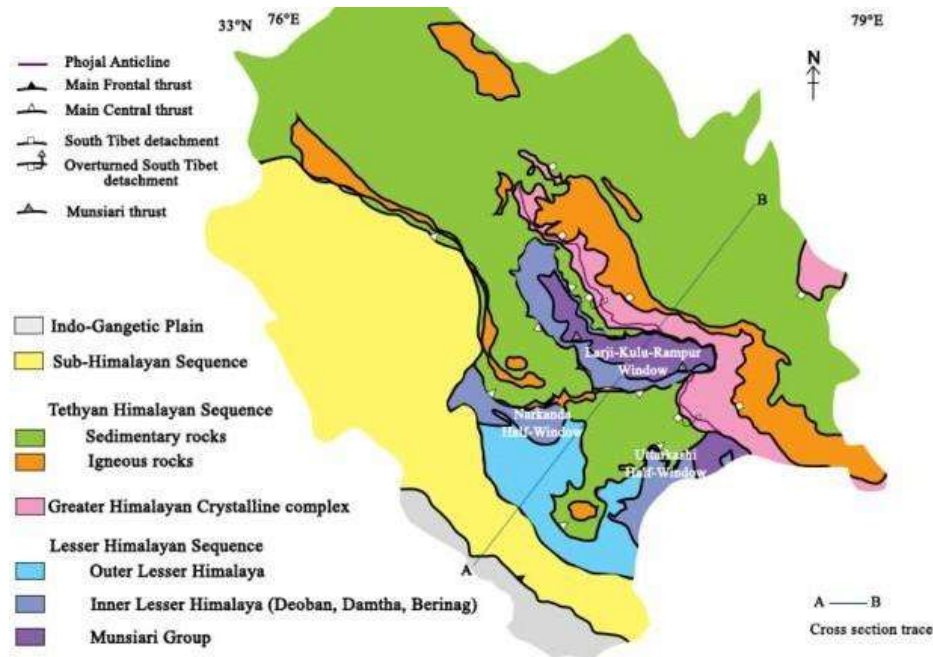 33°N
76°E
79°E
N
Phojal Anticline
Main Frontal thrust
Main Central thrust
South Tibet detachment
Overturned South Tibet
detachment
Munsiari thrust
B
Indo-Gangetic Plain
Sub-Himalayan Sequence
Larji-Kulu-Rampur
Window
Narkanda
Half-Window
Uttarkashi
Half-Window
Tethyan Himalayan Sequence
Sedimentary rocks
Igneous rocks
Greater Himalayan Crystalline complex
Lesser Himalayan Sequence
Outer Lesser Himalaya
A
Inner Lesser Himalaya (Deoban, Damtha, Berinag)
Munsiari Group
A B
Cross section trace